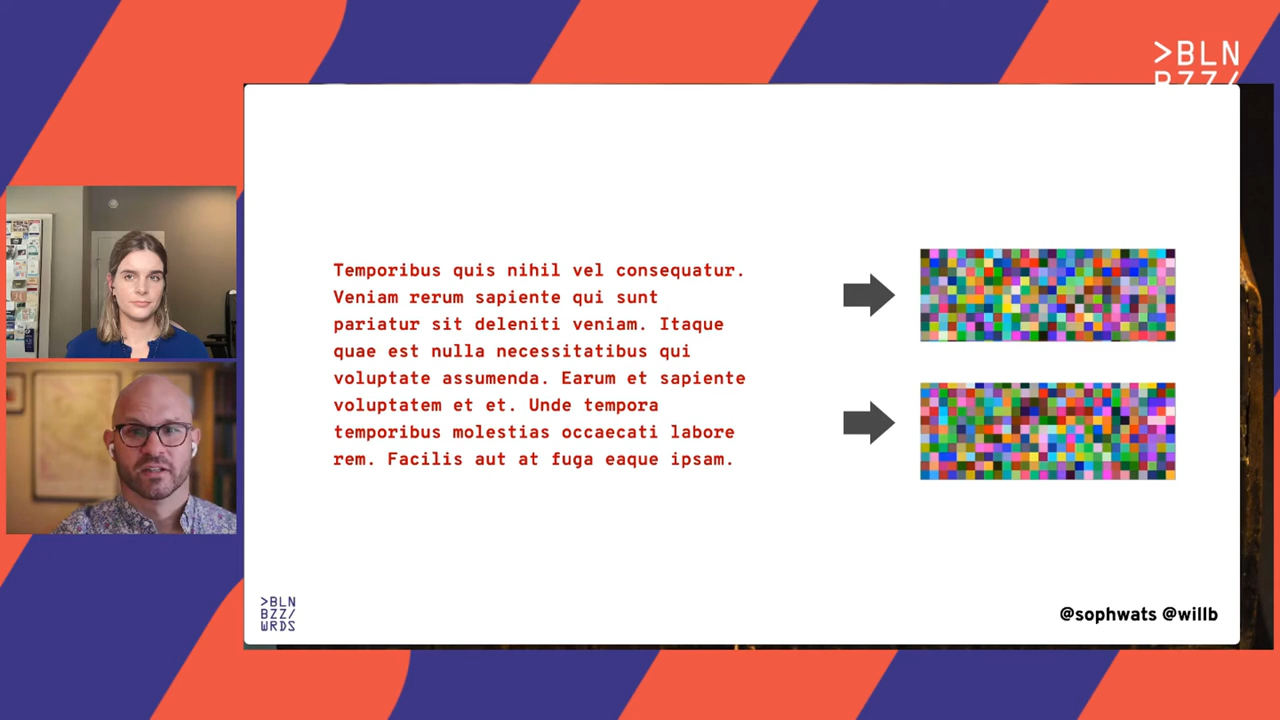 >BLN
BZZ/
Temporibus quis nihil vel consequatur.
Veniam rerum sapiente qui sunt
pariatur sit deleniti veniam. Itaque
quae est nulla necessitatibus qui
voluptate assumenda. Earum et sapiente
voluptatem et et. Unde tempora
temporibus molestias occaecati labore
rem. Facilis aut at fuga eaque ipsam.
>BLN
BZZ/
WRDS
@sophwats @willb